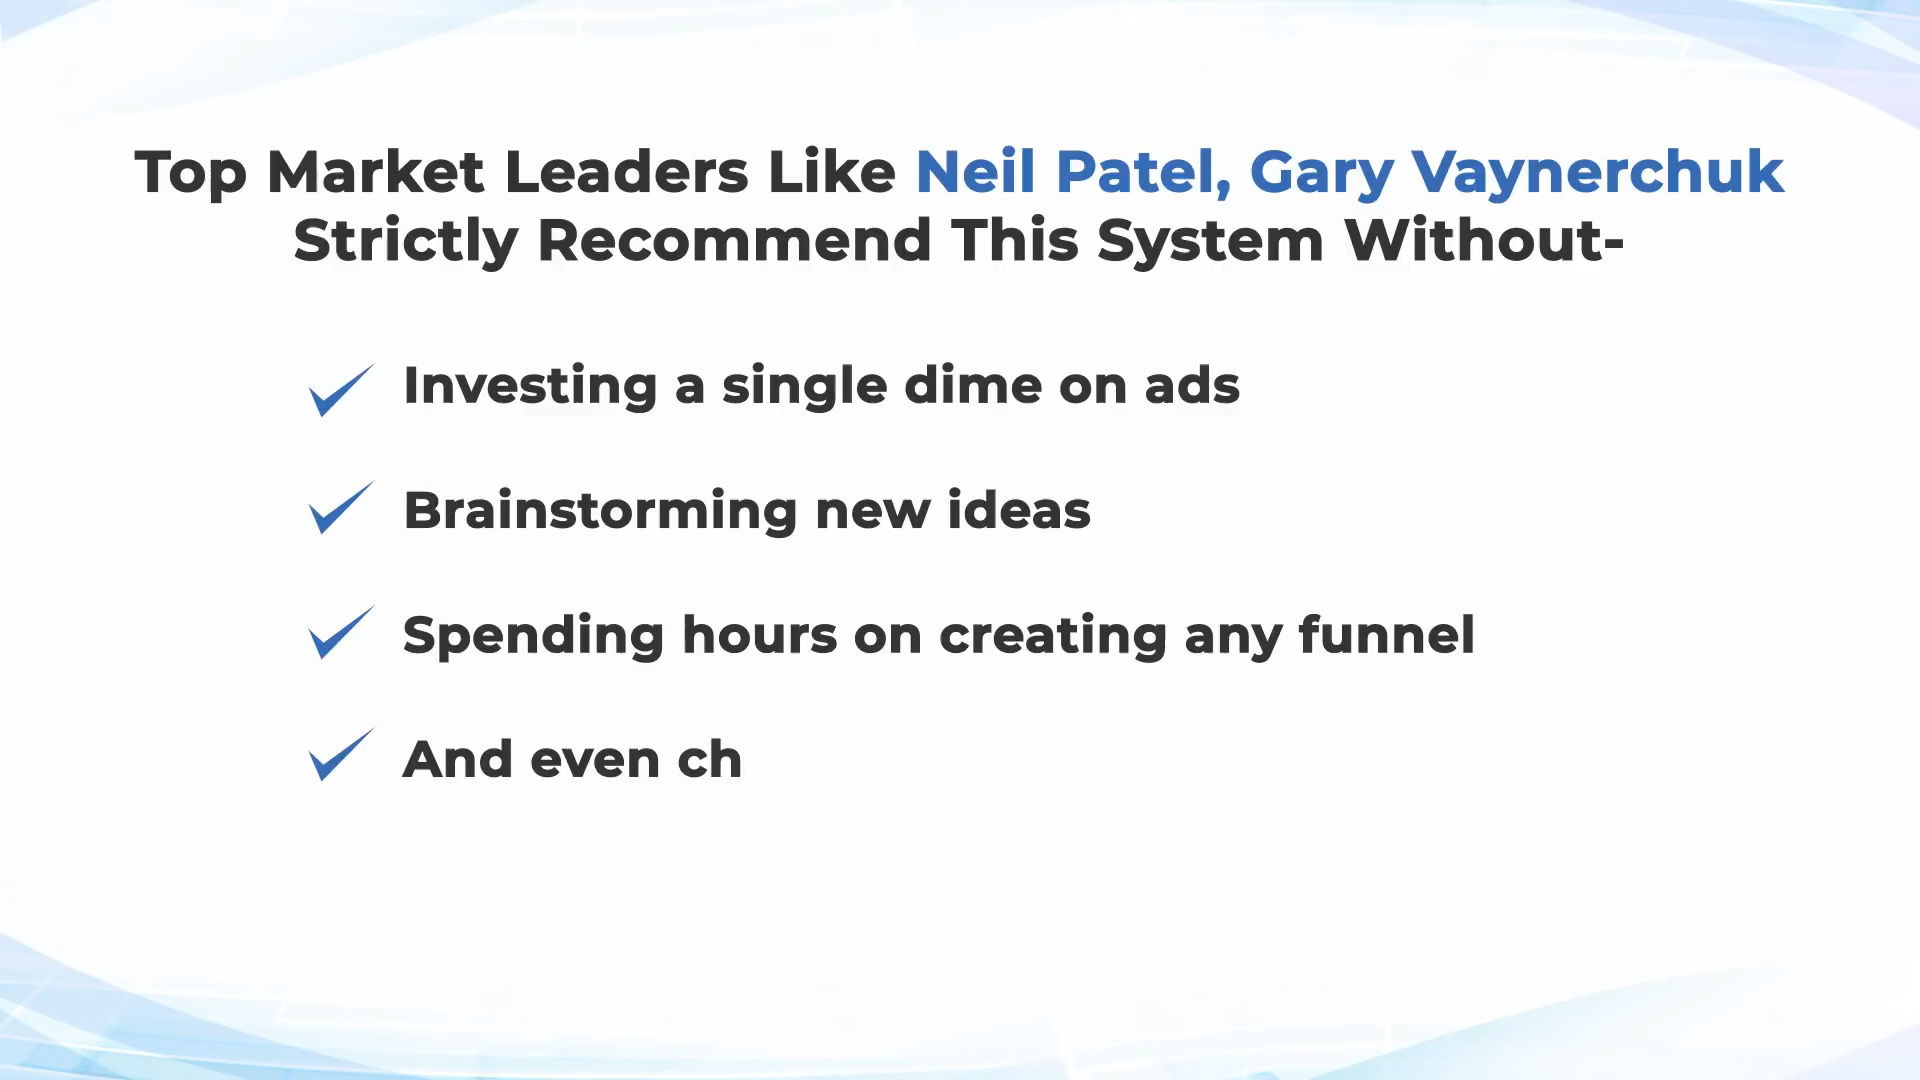 Top Market Leaders Like Neil Patel, Gary Vaynerchuk
Strictly Recommend This System Without-
Investing a single dime on ads
Brainstorming new ideas
Spending hours on creating any funnel
And even ch